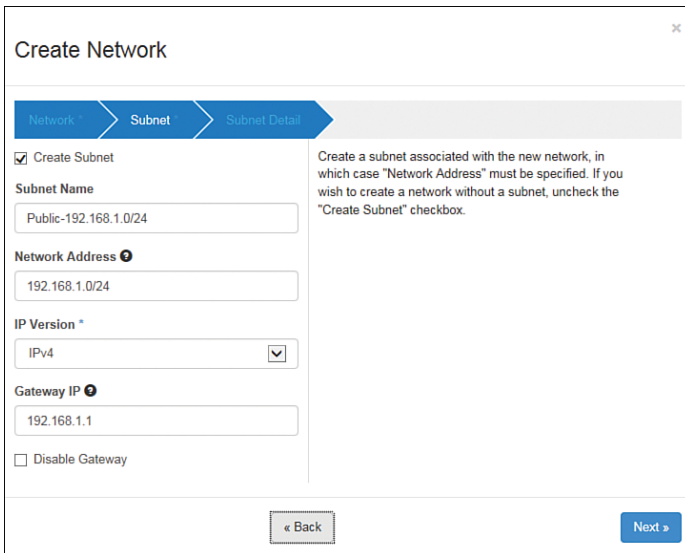 ×
Create Network
Network *
Subnet *
Subnet Detail
Create Subnet
Subnet Name
Public-192.168.1.0/24
Network Address ?
192.168.1.0/24
IP Version *
IPv4
Gateway IP ?
192.168.1.1
Disable Gateway
Create a subnet associated with the new network, in
which case "Network Address" must be specified. If you
wish to create a network without a subnet, uncheck the
"Create Subnet" checkbox.
« Back
Next »